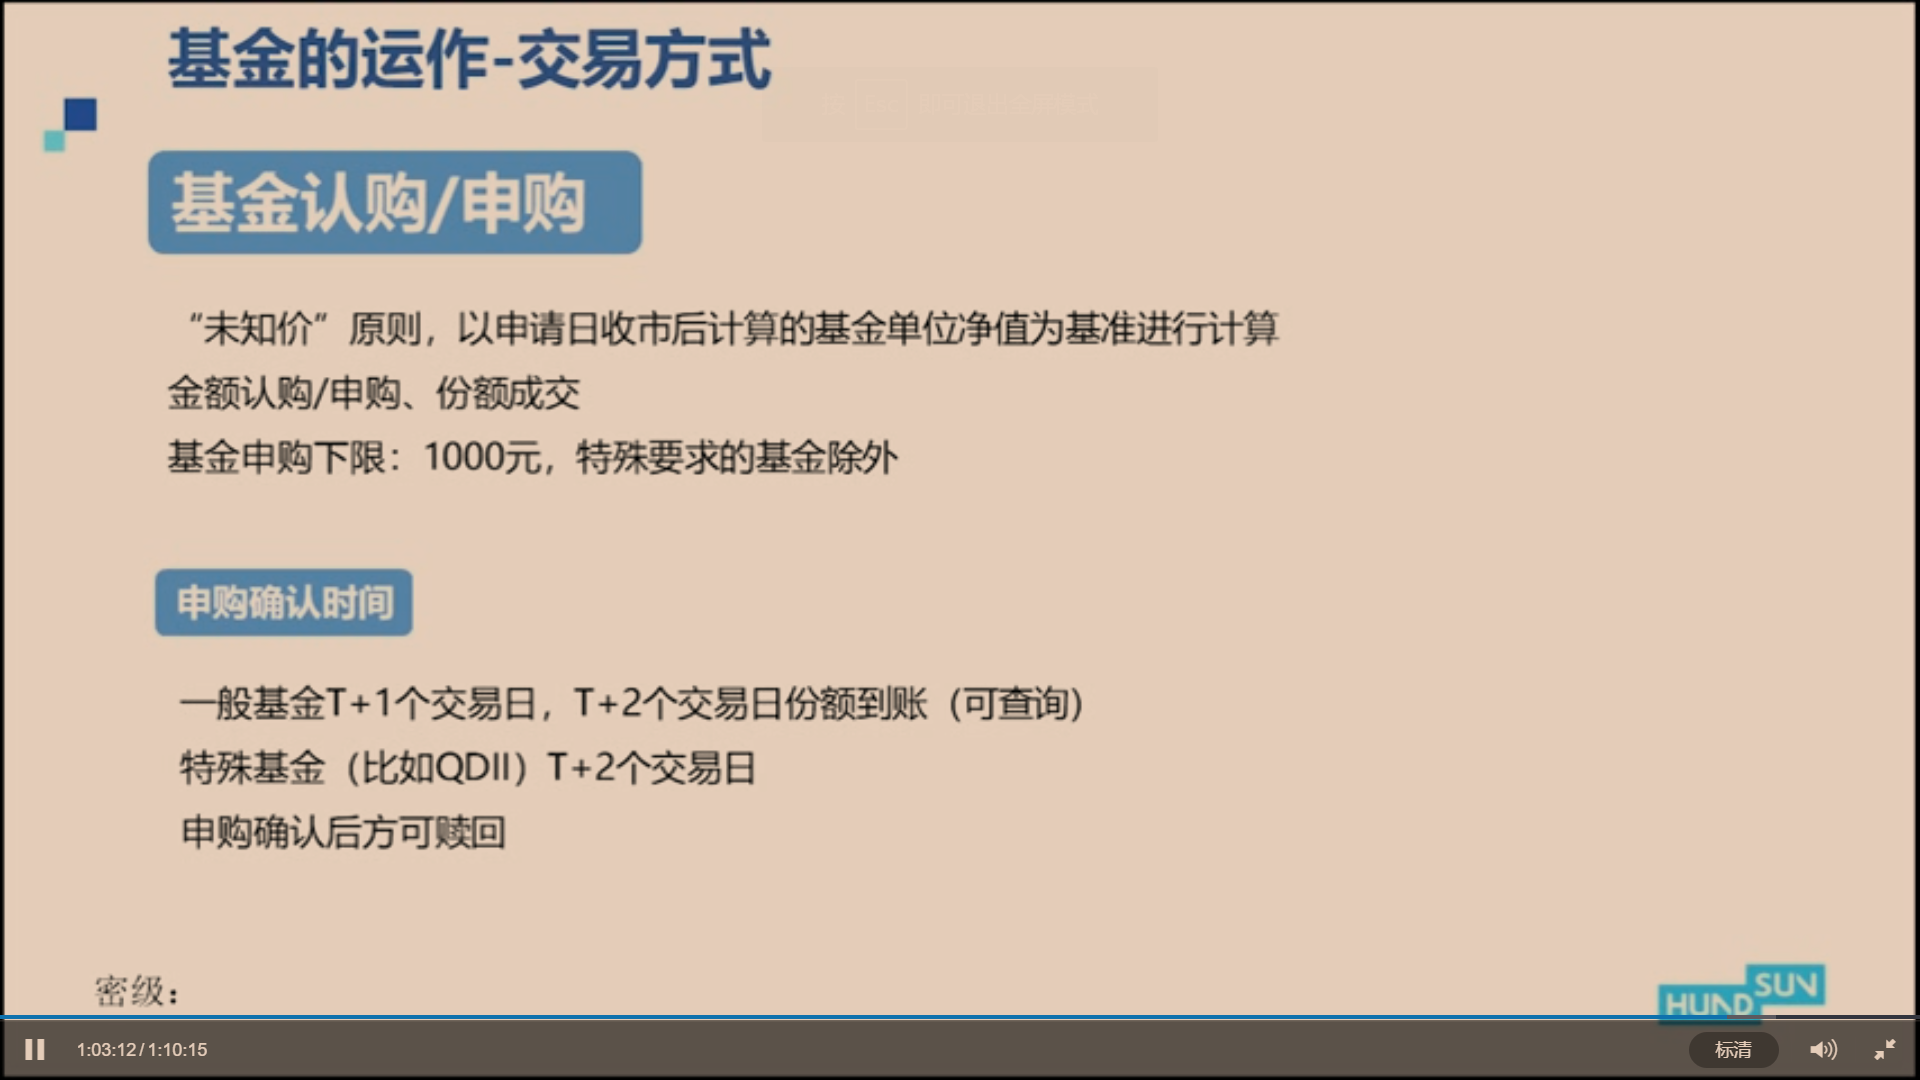 基金的运作-交易方式
基金认购/申购
“未知价”原则，以申请日收市后计算的基金单位净值为基准进行计算
金额认购/申购、份额成交
基金申购下限：1000元，特殊要求的基金除外
申购确认时间
一般基金T+1个交易日，T+2个交易日份额到账（可查询）
特殊基金（比如QDII）T+2个交易日
申购确认后方可赎回
密级：
HUNDSUN
1:03:12/1:10:15
标清